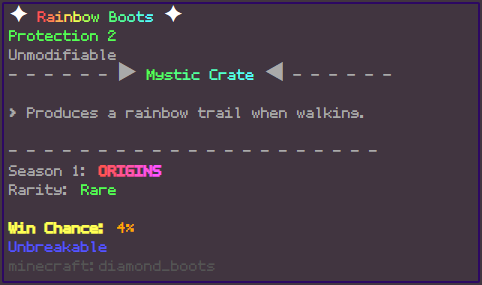 ✦ Rainbow Boots ✦
Protection 2
Unmodifiable
- - - - - - ▶ Mystic Crate ◀ - - - - - -
> Produces a rainbow trail when walking.
- - - - - - - - - - - - - - - - - - - - -
Season 1: ORIGINS
Rarity: Rare
Win Chance: 4%
Unbreakable
minecraft:diamond_boots